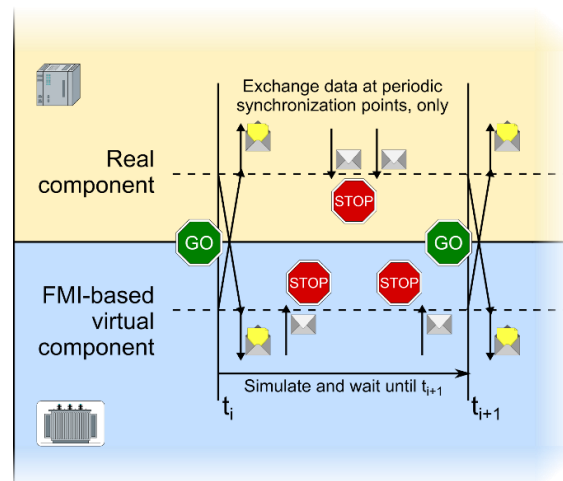 Exchange data at periodic
synchronization points, only
Real
component
STOP
GO
GO
STOP
STOP
FMI-based
virtual
component
Simulate and wait until tᵢ₊₁
tᵢ
tᵢ₊₁